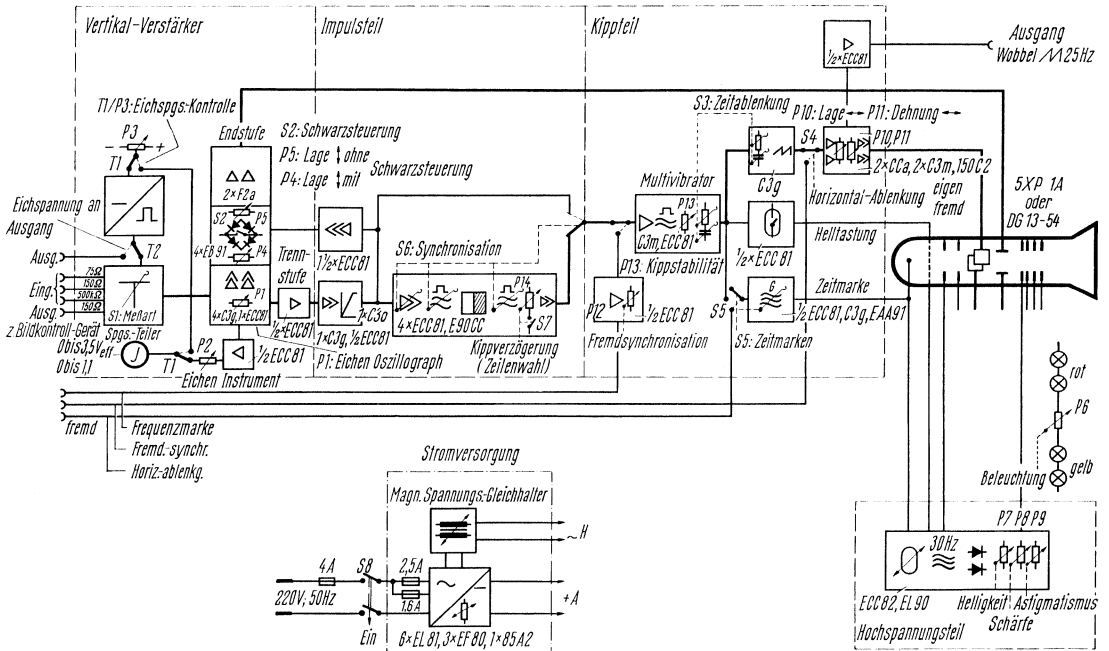 Vertikal-Verstärker
Impulsteil
Kippteil
½×ECC81
Ausgang
Wobbel 25Hz
T1/P3: Eichspgs.-Kontrolle
P3
- +
T1
Endstufe
2×F2a
S2
P5
4×EB91
P4
P1
4×C3g, 1×ECC81
S2: Schwarzsteuerung
P5: Lage ohne
P4: Lage mit
Schwarzsteuerung
S3: Zeitablenkung
P10: Lage
P11: Dehnung
S4
P10, P11
C3g
2×CCa, 2×C3m, 150C2
eigen
fremd
Horizontal-Ablenkung
5XP 1A
oder
DG 13-54
Eichspannung an
Ausgang
T2
Ausg.
75Ω
150Ω
Eing.
500kΩ
Ausg.
150Ω
S1: Meßart
z Bildkontroll-Gerät
Spgs.-Teiler
0bis3,5V
eff
0bis1,1
T1
P2
½ECC81
Eichen Instrument
Trenn-
stufe
½×ECC81
1½×ECC81
1×C3o
1×C3g, ½ECC81
P1: Eichen Oszillograph
S6: Synchronisation
P14
4×ECC81, E90CC
S7
Kippverzögerung
(Zeilenwahl)
Multivibrator
P13
C3m, ECC81
P13: Kippstabilität
P12
½ECC81
Fremdsynchronisation
½×ECC81
Helltastung
Zeitmarke
G
S5
½ECC81, C3g, EAA91
S5: Zeitmarken
fremd
Frequenzmarke
Fremd.-synchr.
Horiz.-ablenkg.
rot
P6
gelb
Beleuchtung
Stromversorgung
Magn. Spannungs-Gleichhalter
~H
4A
S8
2,5A
1.6A
220V; 50Hz
+A
Ein
6×EL81, 3×EF80, 1×85A2
P7 P8 P9
30Hz
ECC82, EL90
Helligkeit
Astigmatismus
Schärfe
Hochspannungsteil